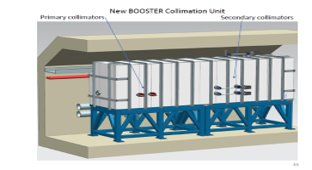 New BOOSTER Collimation Unit
Primary collimators
Secondary collimators